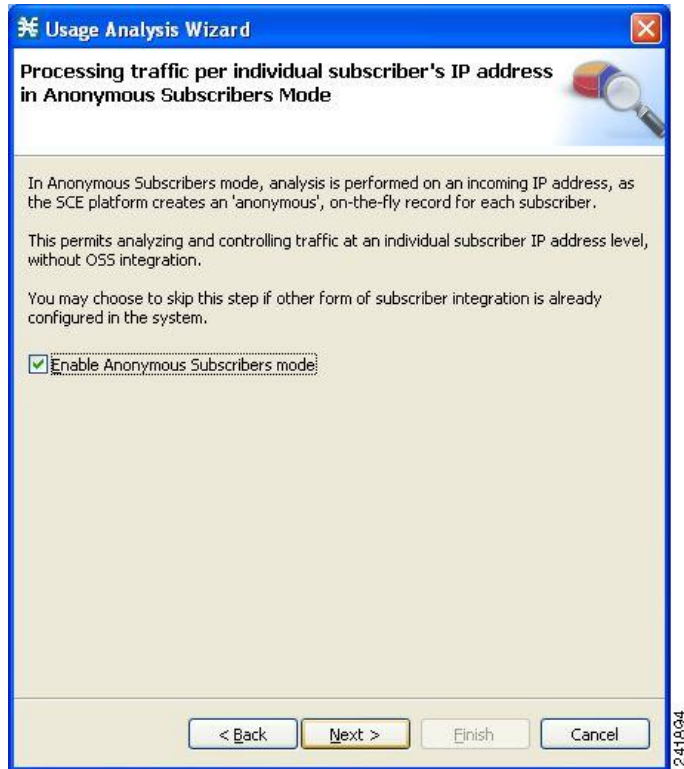 Usage Analysis Wizard
Processing traffic per individual subscriber's IP address
in Anonymous Subscribers Mode
In Anonymous Subscribers mode, analysis is performed on an incoming IP address, as
the SCE platform creates an 'anonymous', on-the-fly record for each subscriber.
This permits analyzing and controlling traffic at an individual subscriber IP address level,
without OSS integration.
You may choose to skip this step if other form of subscriber integration is already
configured in the system.
Enable Anonymous Subscribers mode
< Back Next > Finish Cancel
241894